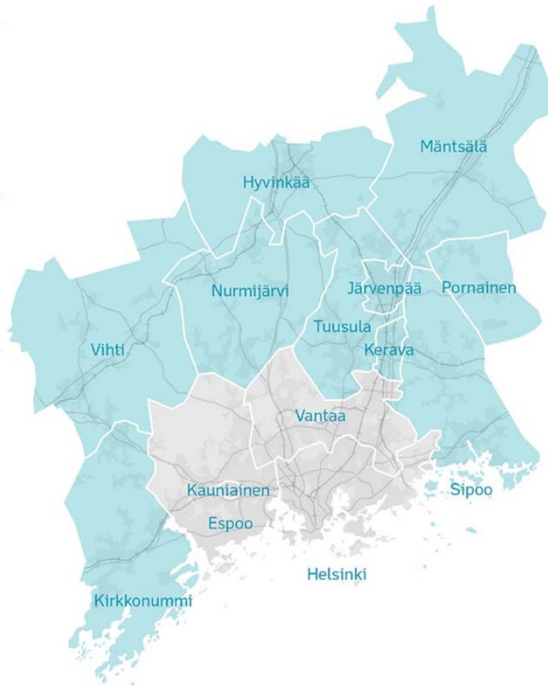 Mäntsälä
Hyvinkää
Nurmijärvi
Järvenpää
Pornainen
Tuusula
Vihti
Kerava
Vantaa
Kauniainen
Sipoo
Espoo
Helsinki
Kirkkonummi